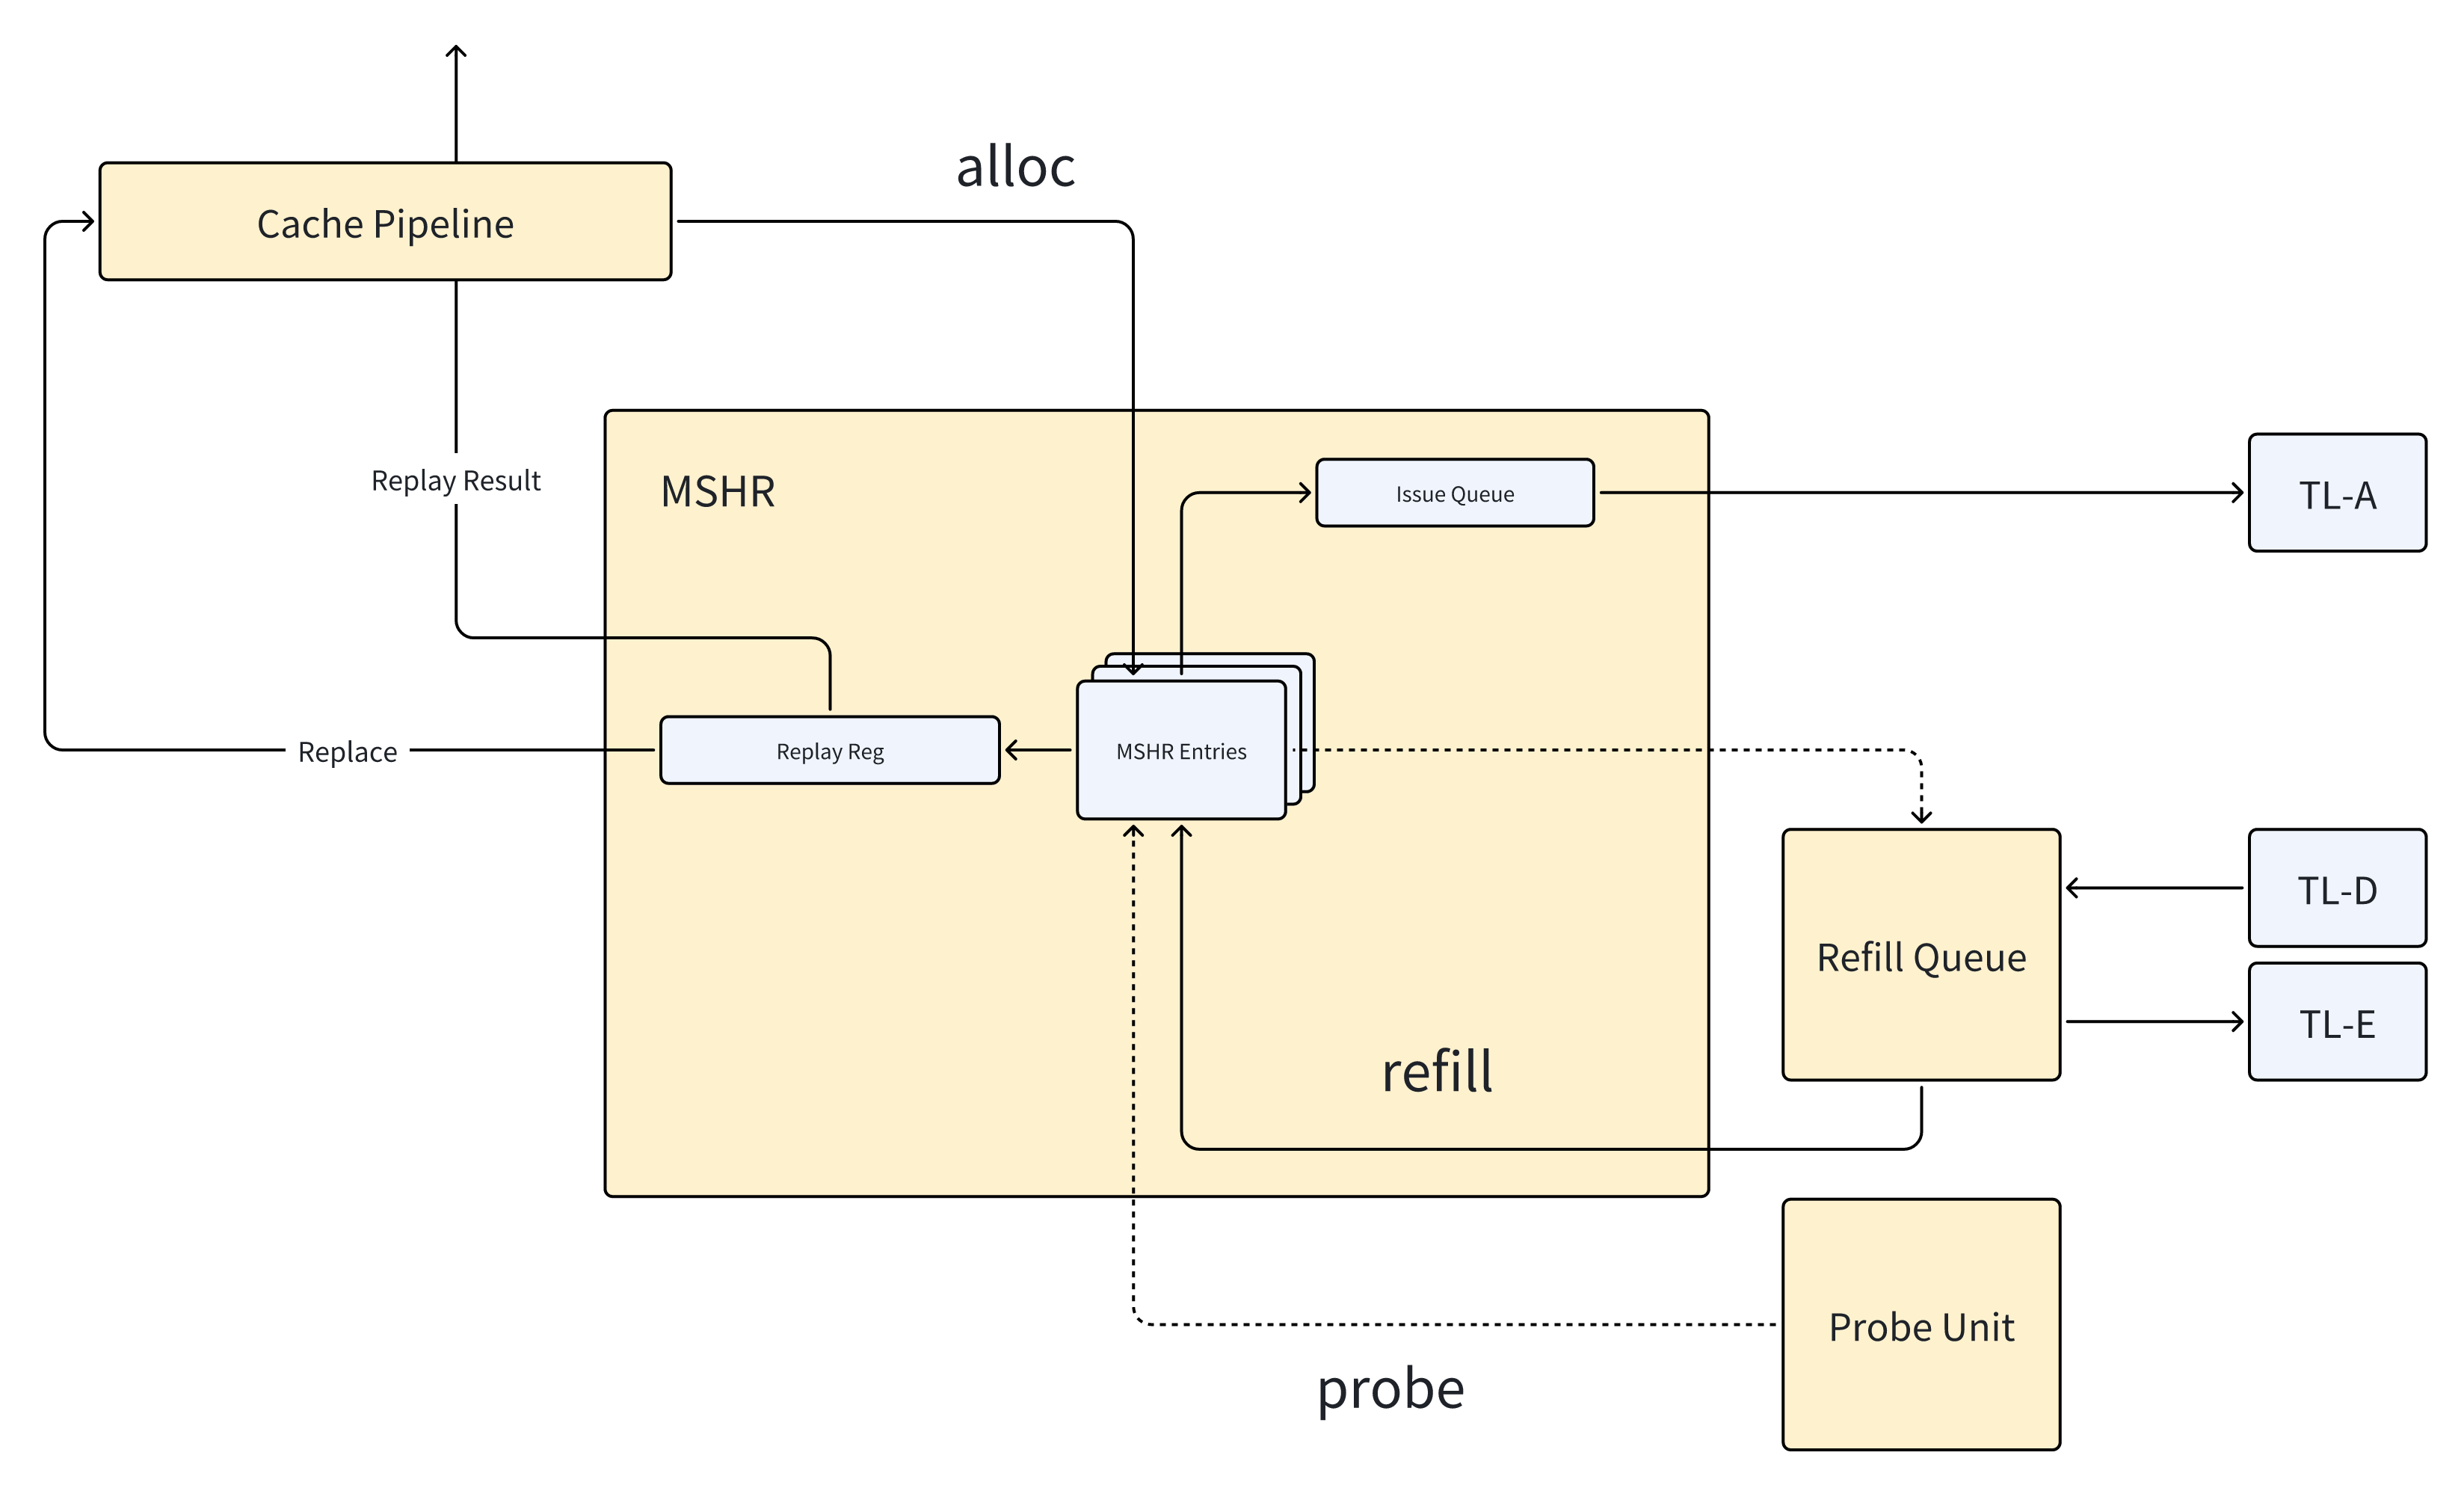 alloc
Cache Pipeline
Replay Result
MSHR
Issue Queue
TL-A
Replace
Replay Reg
MSHR Entries
TL-D
Refill Queue
TL-E
refill
Probe Unit
probe